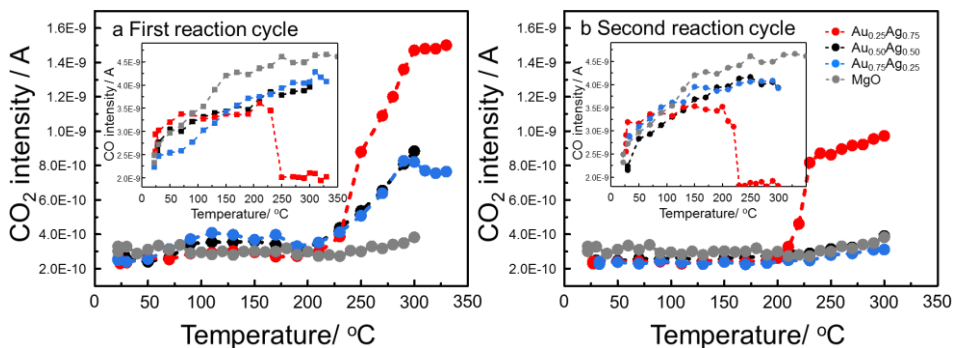 a First reaction cycle
CO₂ intensity / A
1.6E-9
1.4E-9
1.2E-9
1.0E-9
8.0E-10
6.0E-10
4.0E-10
2.0E-10
0 50 100 150 200 250 300 350
Temperature/ °C
CO intensity / A
4.5E-9
4.0E-9
3.5E-9
3.0E-9
2.5E-9
2.0E-9
0 50 100 150 200 250 300 350
Temperature/ °C
b Second reaction cycle
Au₀.₂₅Ag₀.₇₅
Au₀.₅₀Ag₀.₅₀
Au₀.₇₅Ag₀.₂₅
MgO
CO₂ intensity / A
1.6E-9
1.4E-9
1.2E-9
1.0E-9
8.0E-10
6.0E-10
4.0E-10
2.0E-10
0 50 100 150 200 250 300 350
Temperature/ °C
CO intensity / A
4.5E-9
4.0E-9
3.5E-9
3.0E-9
2.5E-9
2.0E-9
0 50 100 150 200 250 300
Temperature/ °C